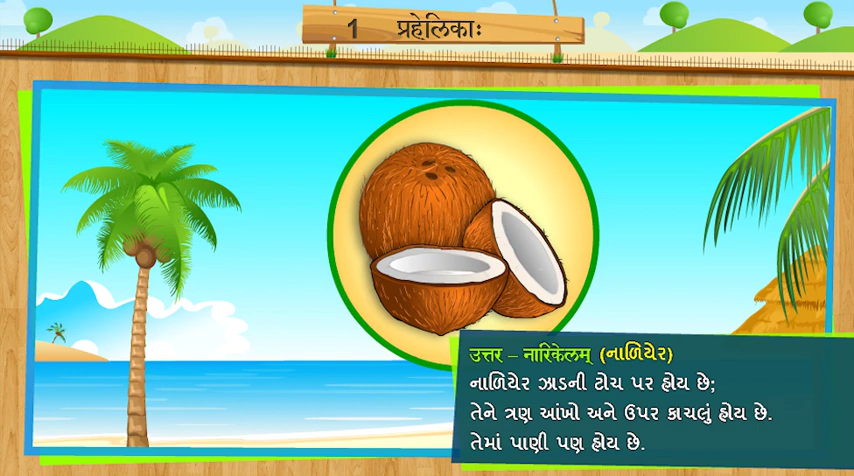 1 प्रहेलिकाः
उत्तर – नारिकेलम् (નાળિયેર)
નાળિયેર ઝાડની ટોચ પર હોય છે;
તેને ત્રણ આંખો અને ઉપર કાચલું હોય છે.
તેમાં પાણી પણ હોય છે.